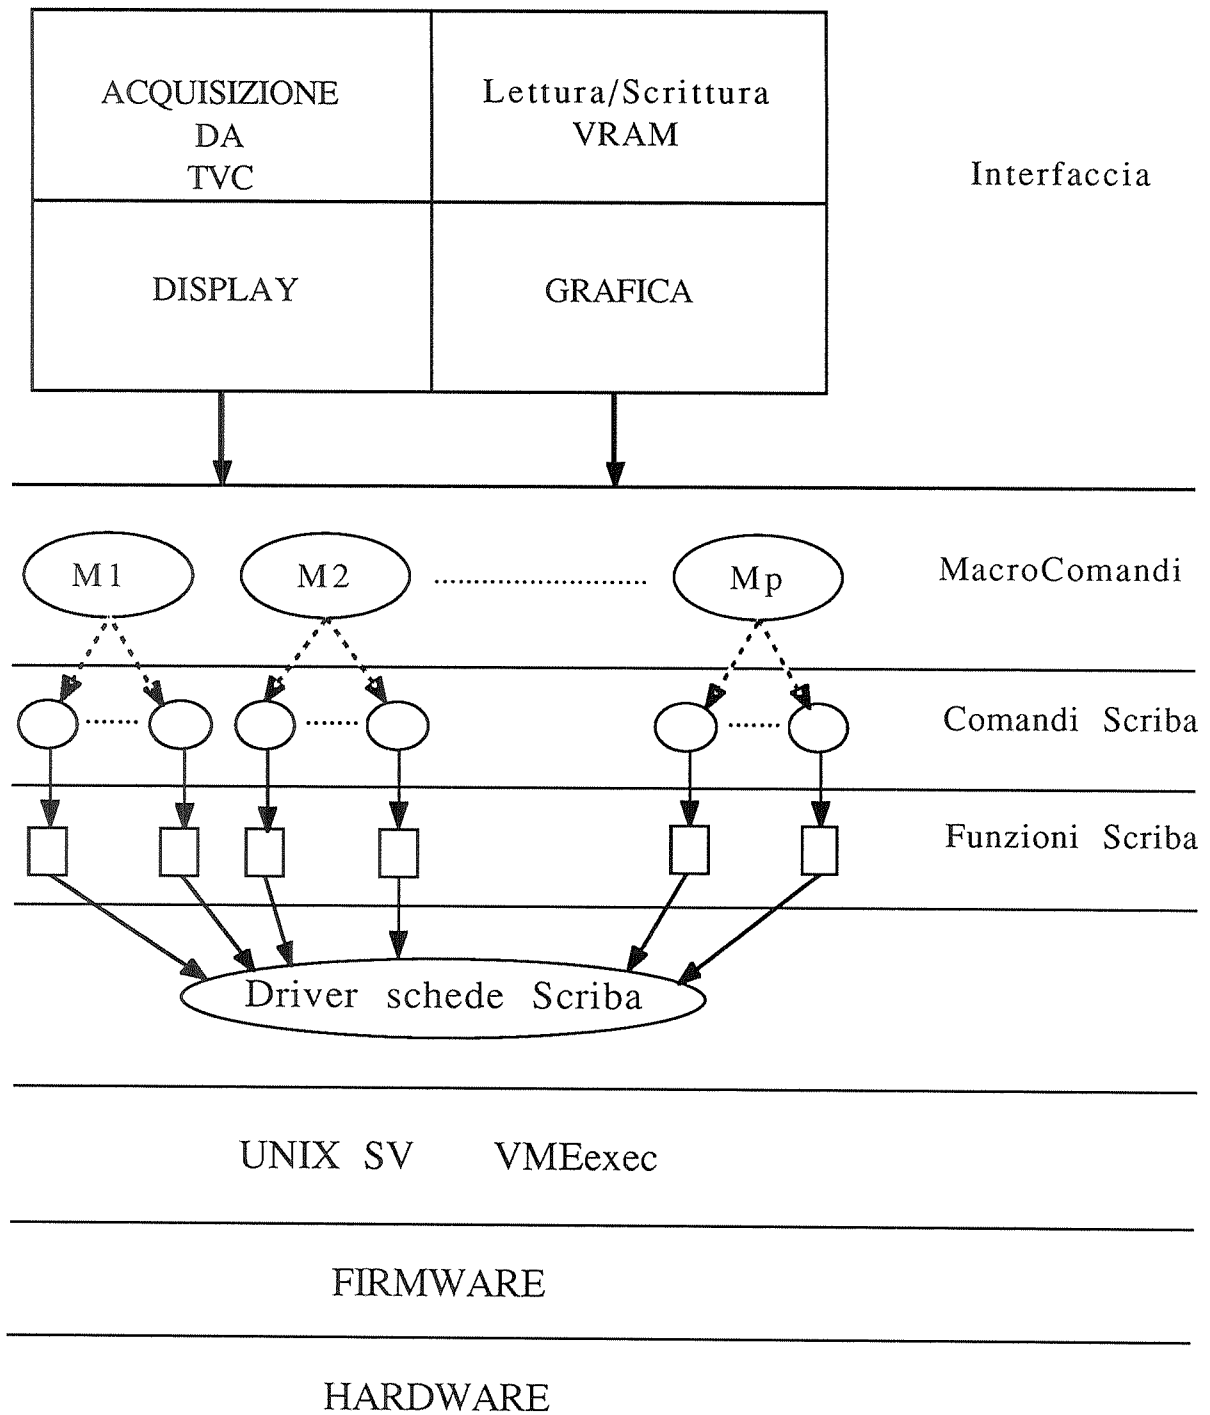 ACQUISIZIONE
DA
TVC
Lettura/Scrittura
VRAM
Interfaccia
DISPLAY
GRAFICA
M1
M2
Mp
MacroComandi
Comandi Scriba
Funzioni Scriba
Driver schede Scriba
UNIX SV VMEexec
FIRMWARE
HARDWARE